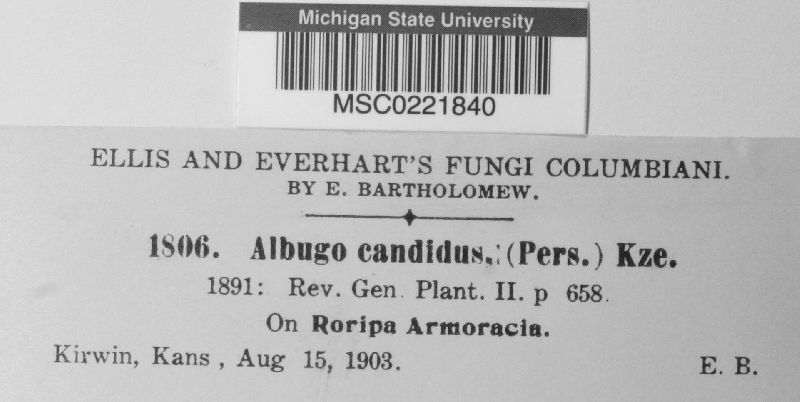 Michigan State University
MSC0221840
ELLIS AND EVERHART'S FUNGI COLUMBIANI.
BY E. BARTHOLOMEW.
1806. Albugo candidus. (Pers.) Kze.
1891: Rev. Gen. Plant. II. p 658.
On Roripa Armoracia.
Kirwin, Kans, Aug 15, 1903. E. B.